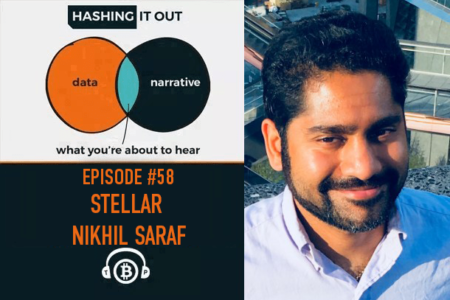 HASHING IT OUT
data
narrative
what you're about to hear
EPISODE #58
STELLAR
NIKHIL SARAF
₿